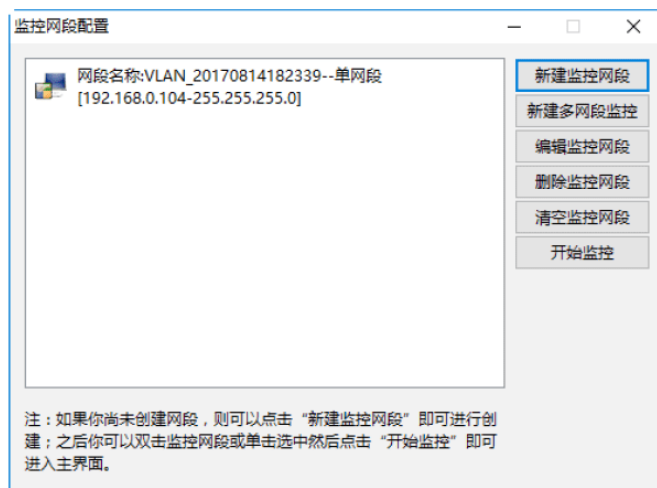 监控网段配置
网段名称:VLAN_20170814182339--单网段
[192.168.0.104-255.255.255.0]
新建监控网段
新建多网段监控
编辑监控网段
删除监控网段
清空监控网段
开始监控
注：如果你尚未创建网段，则可以点击“新建监控网段”即可进行创
建；之后你可以双击监控网段或单击选中然后点击“开始监控”即可
进入主界面。